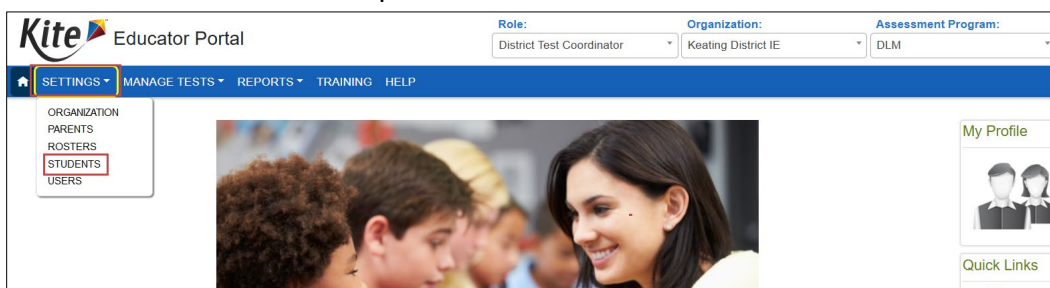 Kite Educator Portal
Role: Organization: Assessment Program:
District Test Coordinator Keating District IE DLM
SETTINGS MANAGE TESTS REPORTS TRAINING HELP
ORGANIZATION
PARENTS
ROSTERS
STUDENTS
USERS
My Profile
Quick Links